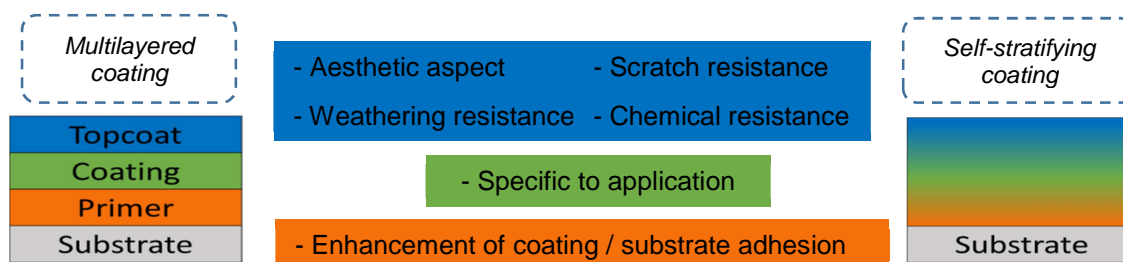 Multilayered
coating
Topcoat
Coating
Primer
Substrate
- Aesthetic aspect - Scratch resistance
- Weathering resistance - Chemical resistance
- Specific to application
- Enhancement of coating / substrate adhesion
Self-stratifying
coating
Substrate